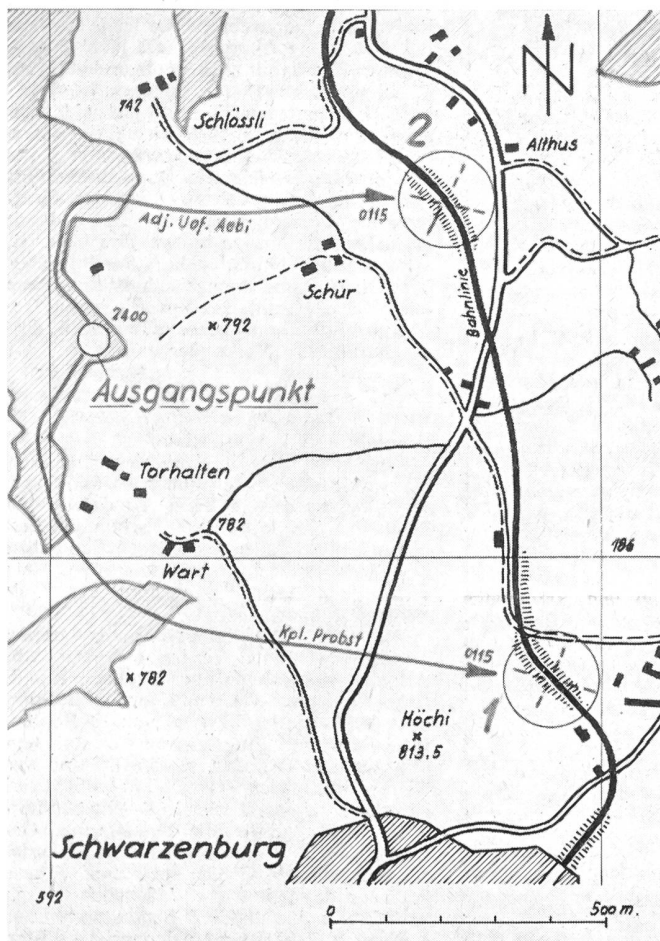 N
742
Schlössli
2
Althus
Adj. Uof. Aebi
0115
Schür
2400
792
Bahnlinie
Ausgangspunkt
Torhalten
782
186
Wart
Kpl. Probst
0115
782
1
Höchi
813.5
Schwarzenburg
592
0
500 m.